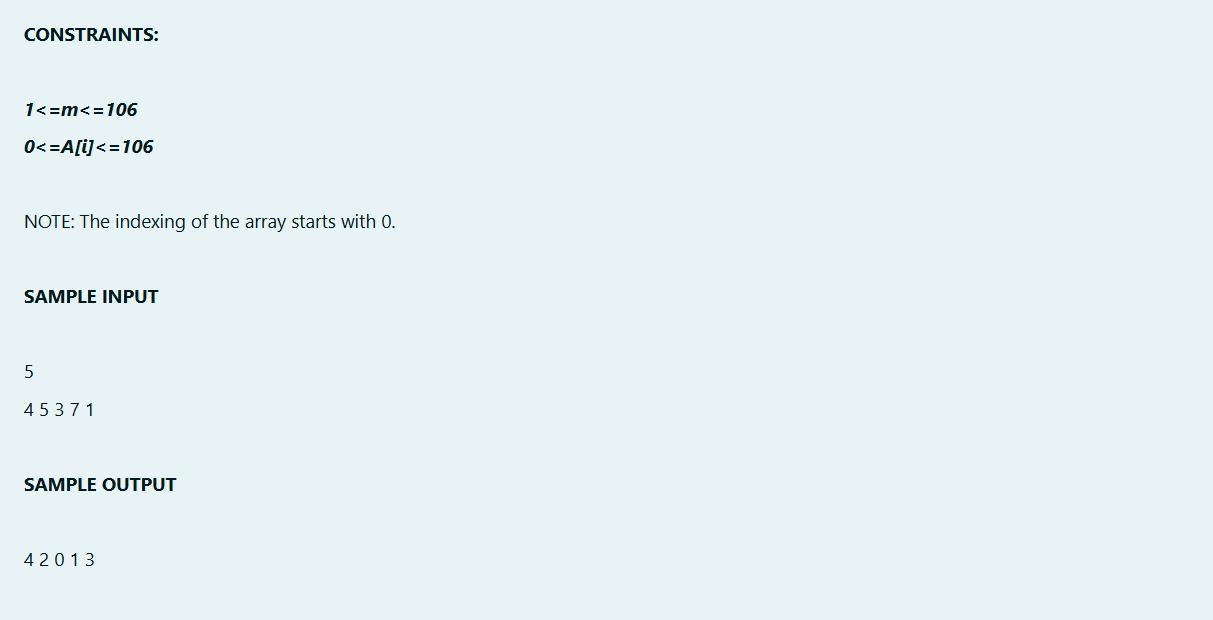 CONSTRAINTS:
1<=m<=106
0<=A[i]<=106
NOTE: The indexing of the array starts with 0.
SAMPLE INPUT
5
4 5 3 7 1
SAMPLE OUTPUT
4 2 0 1 3